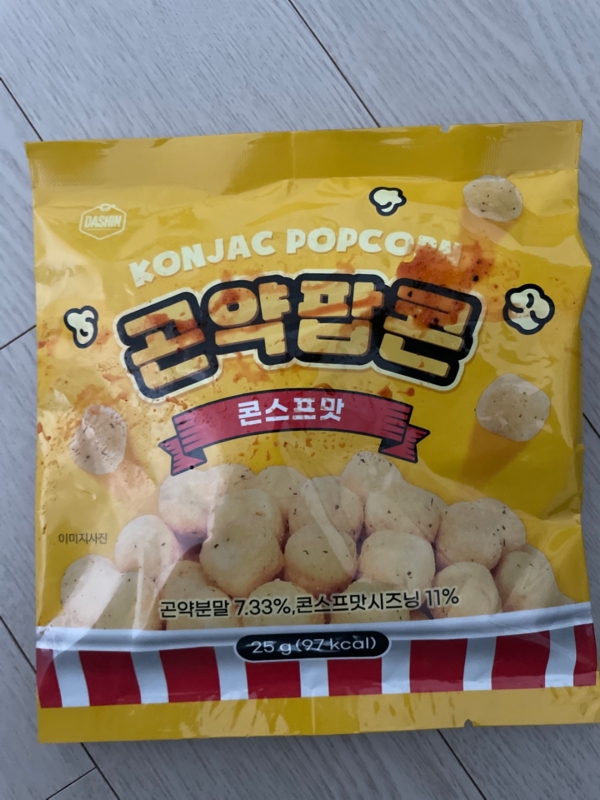 DASHIN
KONJAC POPCORN
곤약팝콘
콘스프맛
이미지사진
곤약분말 7.33%,콘스프맛시즈닝 11%
25 g (97 kcal)